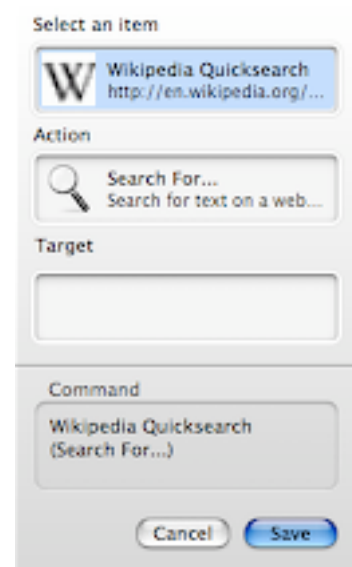 Select an item
W
Wikipedia Quicksearch
http://en.wikipedia.org/...
Action
Search For...
Search for text on a web...
Target
Command
Wikipedia Quicksearch
(Search For...)
Cancel Save